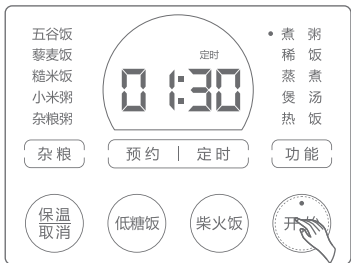 五谷饭
藜麦饭
糙米饭
小米粥
杂粮粥
定时
01:30
煮 粥
稀 饭
蒸 煮
煲 汤
热 饭
杂 粮
预 约 | 定 时
功 能
保温
取消
低糖饭
柴火饭
开始